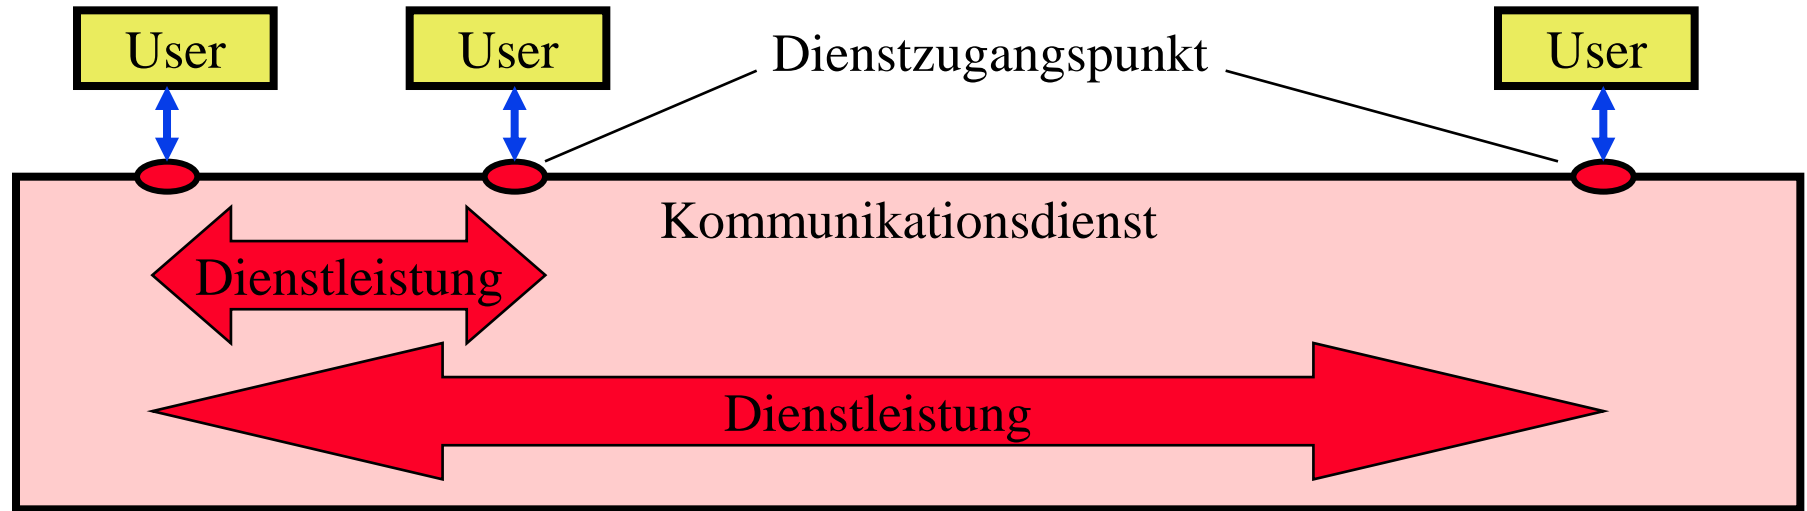 User
User
Dienstzugangspunkt
User
Kommunikationsdienst
Dienstleistung
Dienstleistung